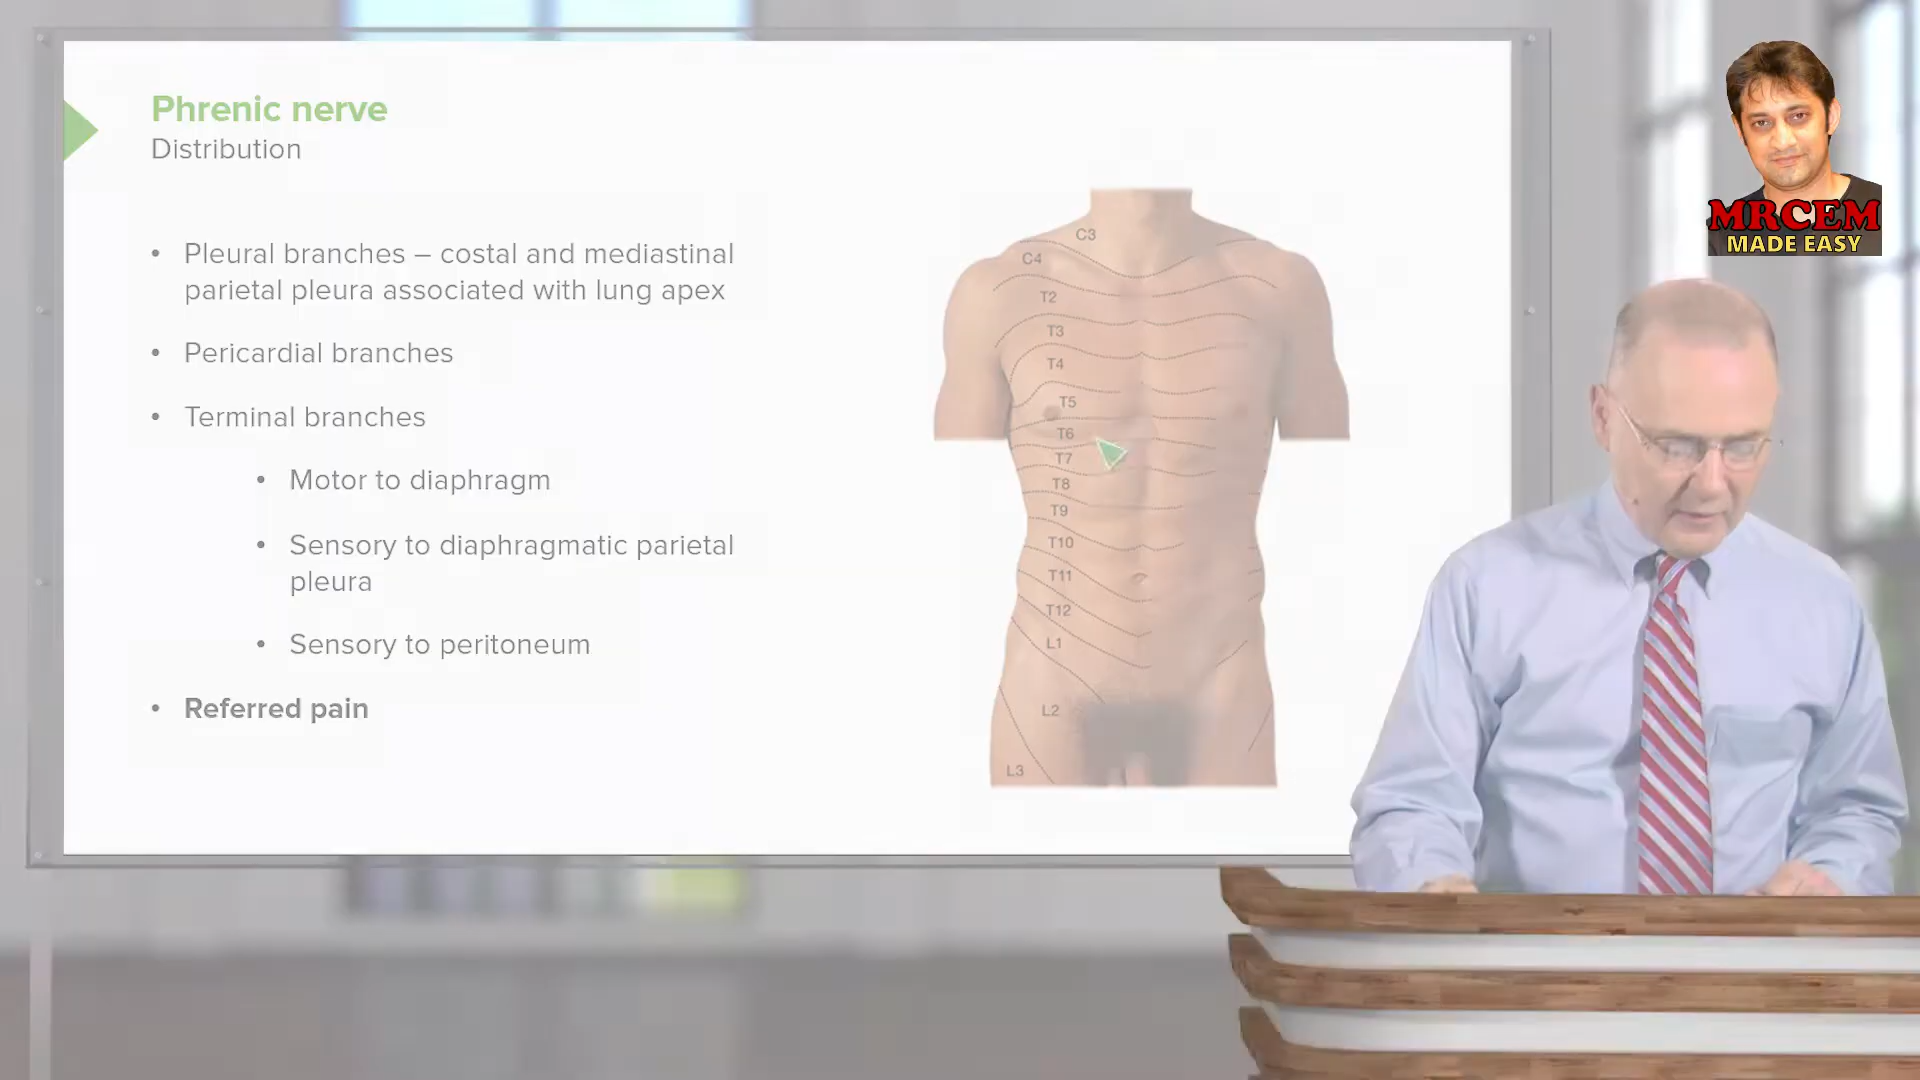 Phrenic nerve
Distribution
• Pleural branches – costal and mediastinal
parietal pleura associated with lung apex
• Pericardial branches
• Terminal branches
• Motor to diaphragm
• Sensory to diaphragmatic parietal
pleura
• Sensory to peritoneum
• Referred pain
C3
C4
T2
T3
T4
T5
T6
T7
T8
T9
T10
T11
T12
L1
L2
L3
MRCEM
MADE EASY